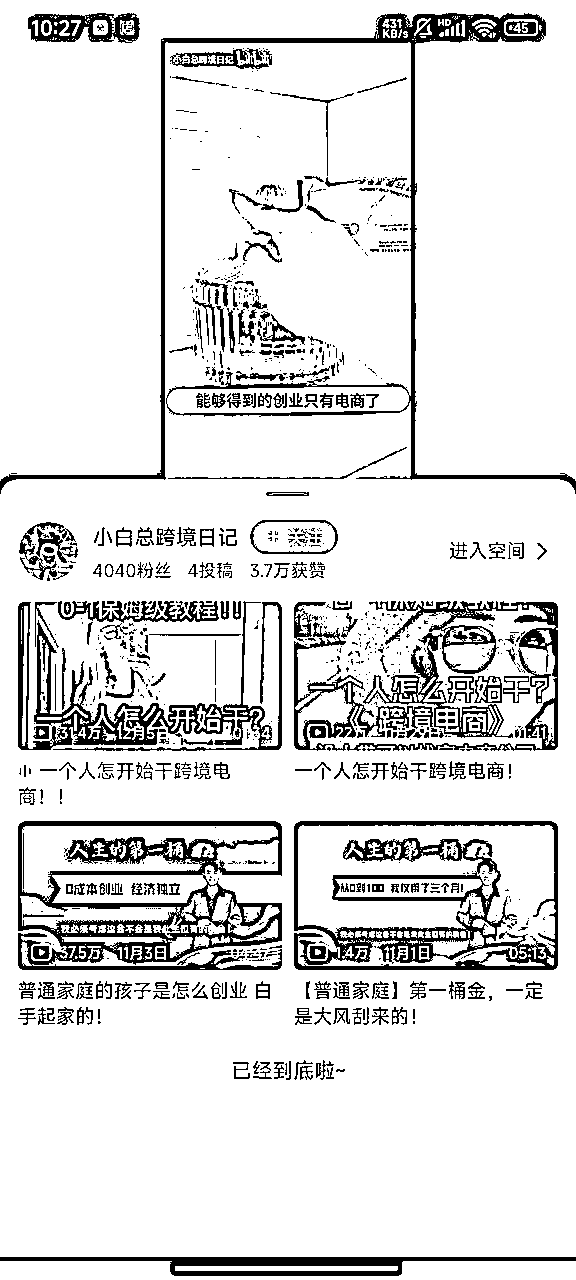 10:27
431 KB/s HD 45
小白总跨境日记 bilibili
能够得到的创业只有电商了
小白总跨境日记 + 关注
4040粉丝 4投稿 3.7万获赞
进入空间
0-1保姆级教程!!
一个人怎么开始干?
3.4万 12月5日
一个人怎么开始干?
《跨境电商》
01:41
小 一个人怎开始干跨境电
商！！
一个人怎开始干跨境电商！
人生的第一桶金
0成本创业 经济独立
37.5万 11月3日
人生的第一桶金
从0到100 我仅用了三个月!
1.4万 11月1日 05:13
普通家庭的孩子是怎么创业 白
手起家的！
【普通家庭】第一桶金，一定
是大风刮来的！
已经到底啦~